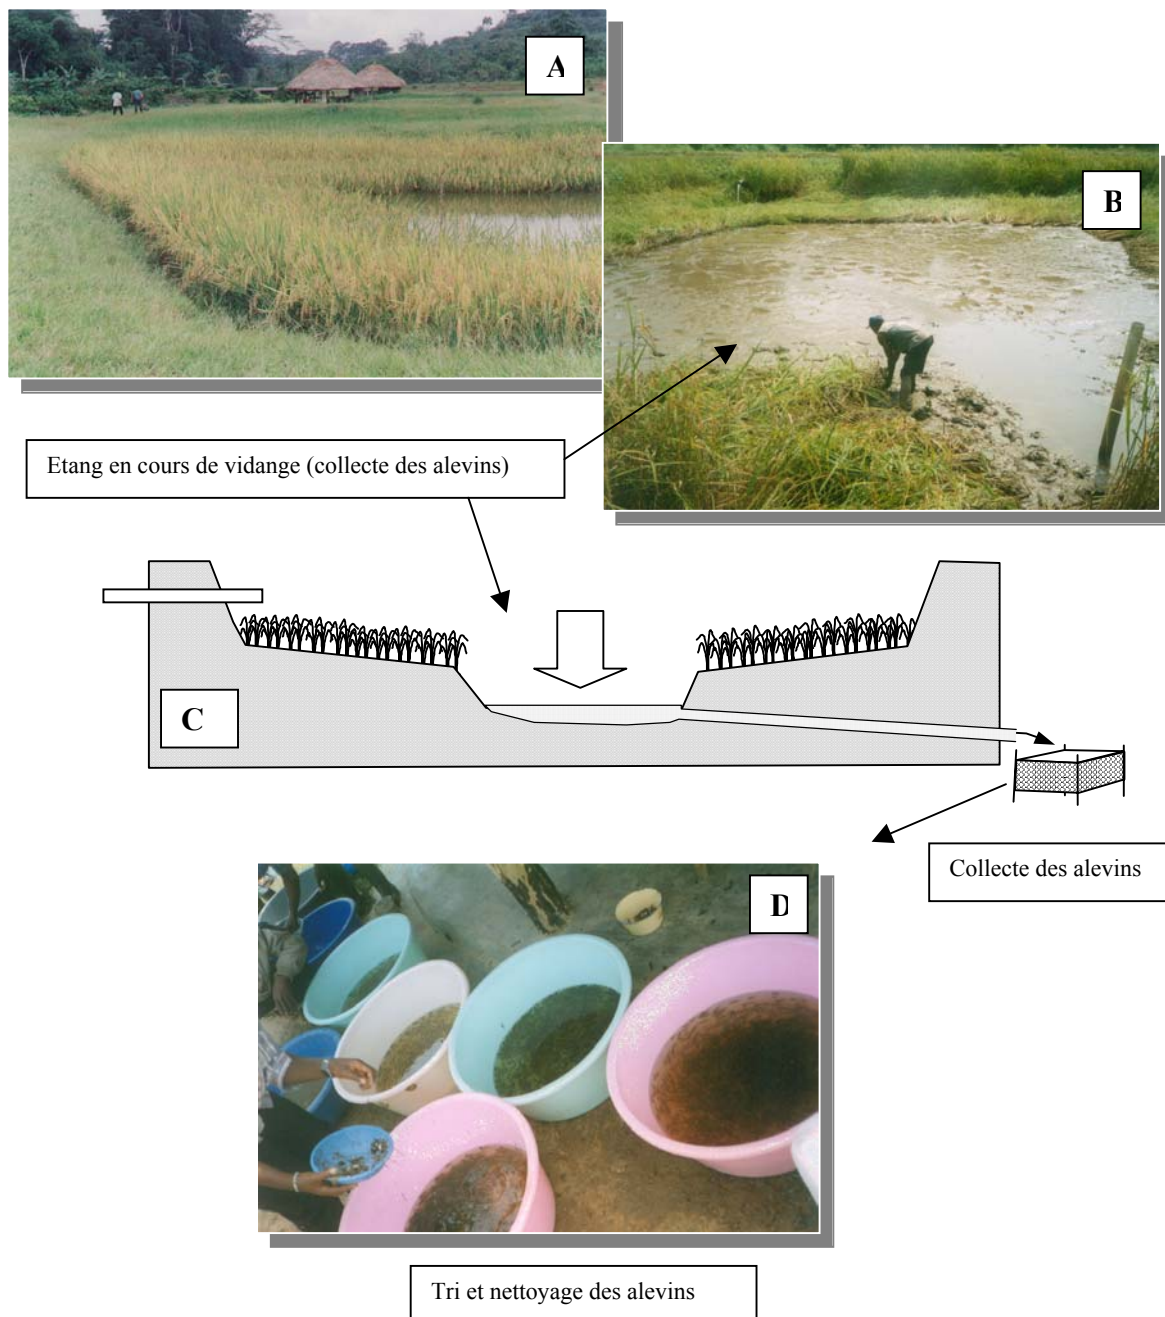 A
B
Etang en cours de vidange (collecte des alevins)
C
Collecte des alevins
D
Tri et nettoyage des alevins